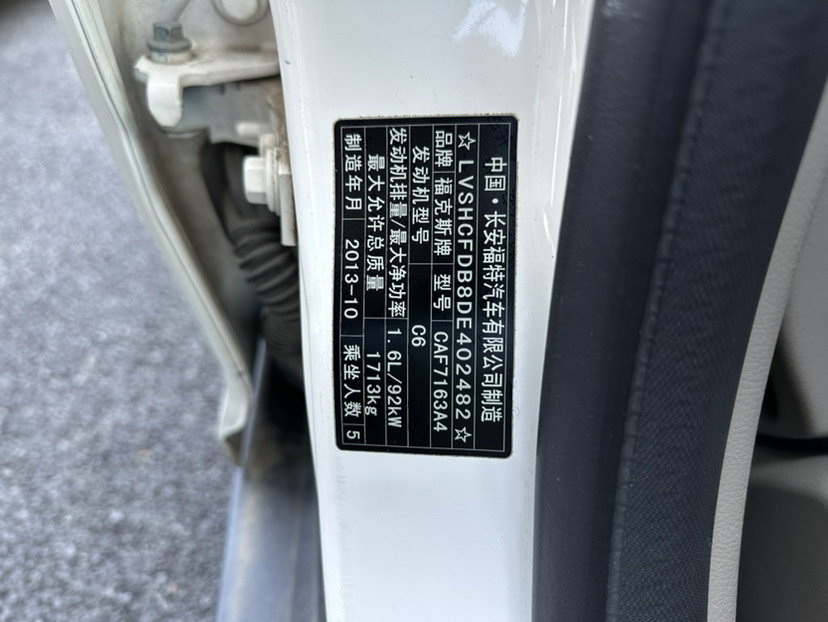 中国·长安福特汽车有限公司制造
☆LVSHCFDB8DE402482☆
品牌 福克斯牌 型号 CAF7163A4
发动机型号 C6
发动机排量/最大净功率 1.6L/92kW
最大允许总质量 1713kg
制造年月 2013-10 乘坐人数 5